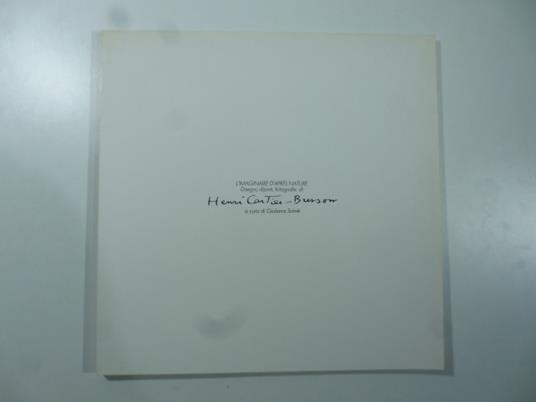 L'IMAGINAIRE D'APRÈS NATURE
Disegni, dipinti, fotografie di
Henri Cartier-Bresson
a cura di Giuliana Scimé